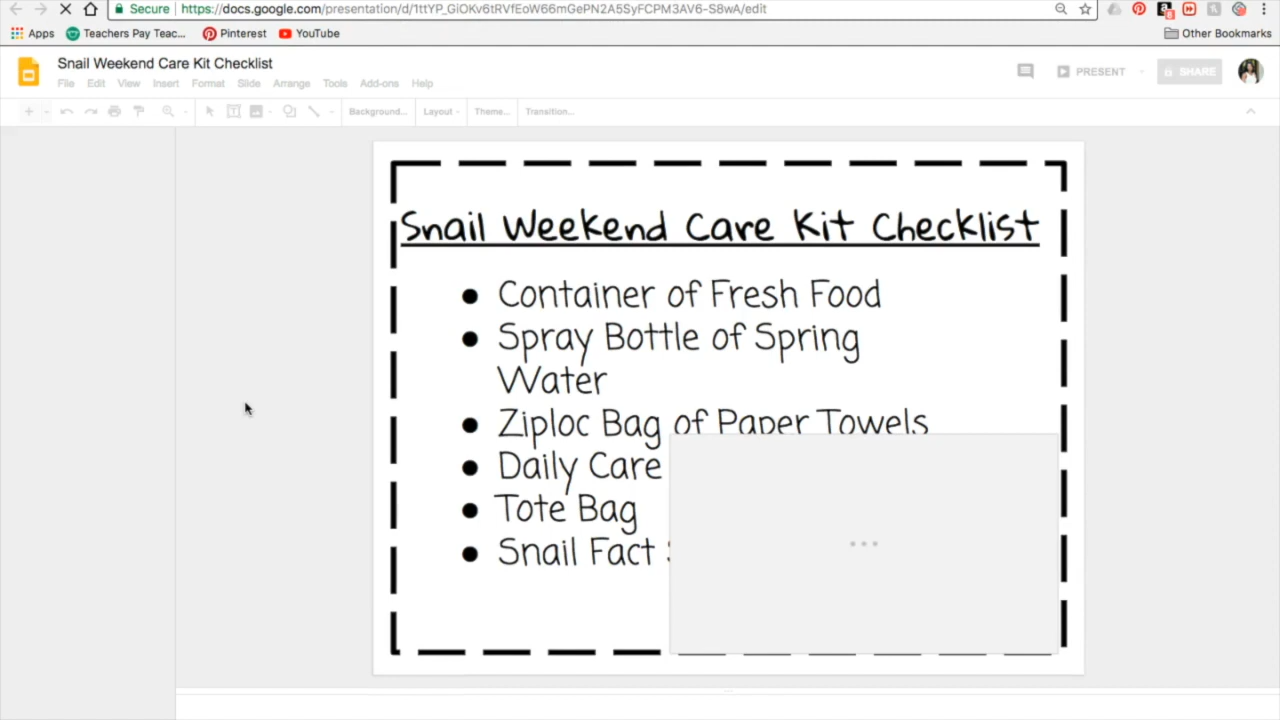 Secure https://docs.google.com/presentation/d/1ttYP_GiOKv6tRVfEoW66mGePN2A5SyFCPM3AV6-S8wA/edit
Apps Teachers Pay Teac... Pinterest YouTube Other Bookmarks
Snail Weekend Care Kit Checklist
File Edit View Insert Format Slide Arrange Tools Add-ons Help
PRESENT SHARE
Background... Layout Theme... Transition...
Snail Weekend Care Kit Checklist
● Container of Fresh Food
● Spray Bottle of Spring
Water
● Ziploc Bag of Paper Towels
● Daily Care
● Tote Bag
● Snail Fact